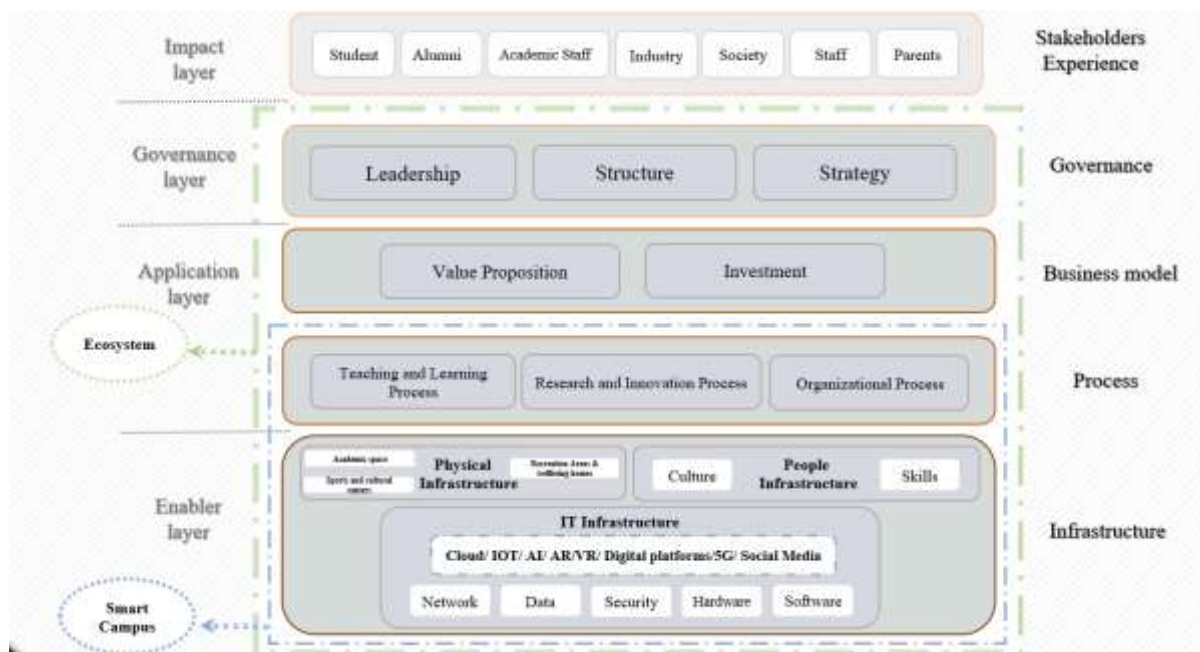 Impact
layer
Student
Alumni
Academic Staff
Industry
Society
Staff
Parents
Stakeholders
Experience
Governance
layer
Leadership
Structure
Strategy
Governance
Application
layer
Value Proposition
Investment
Business model
Ecosystem
Teaching and Learning
Process
Research and Innovation Process
Organizational Process
Process
Enabler
layer
Academic space
Sports and cultural
Physical
Infrastructure
Recreation Areas &
Culture
People
Infrastructure
Skills
IT Infrastructure
Cloud/ IOT/ AI/ AR/VR/ Digital platforms/5G/ Social Media
Network
Data
Security
Hardware
Software
Infrastructure
Smart
Campus